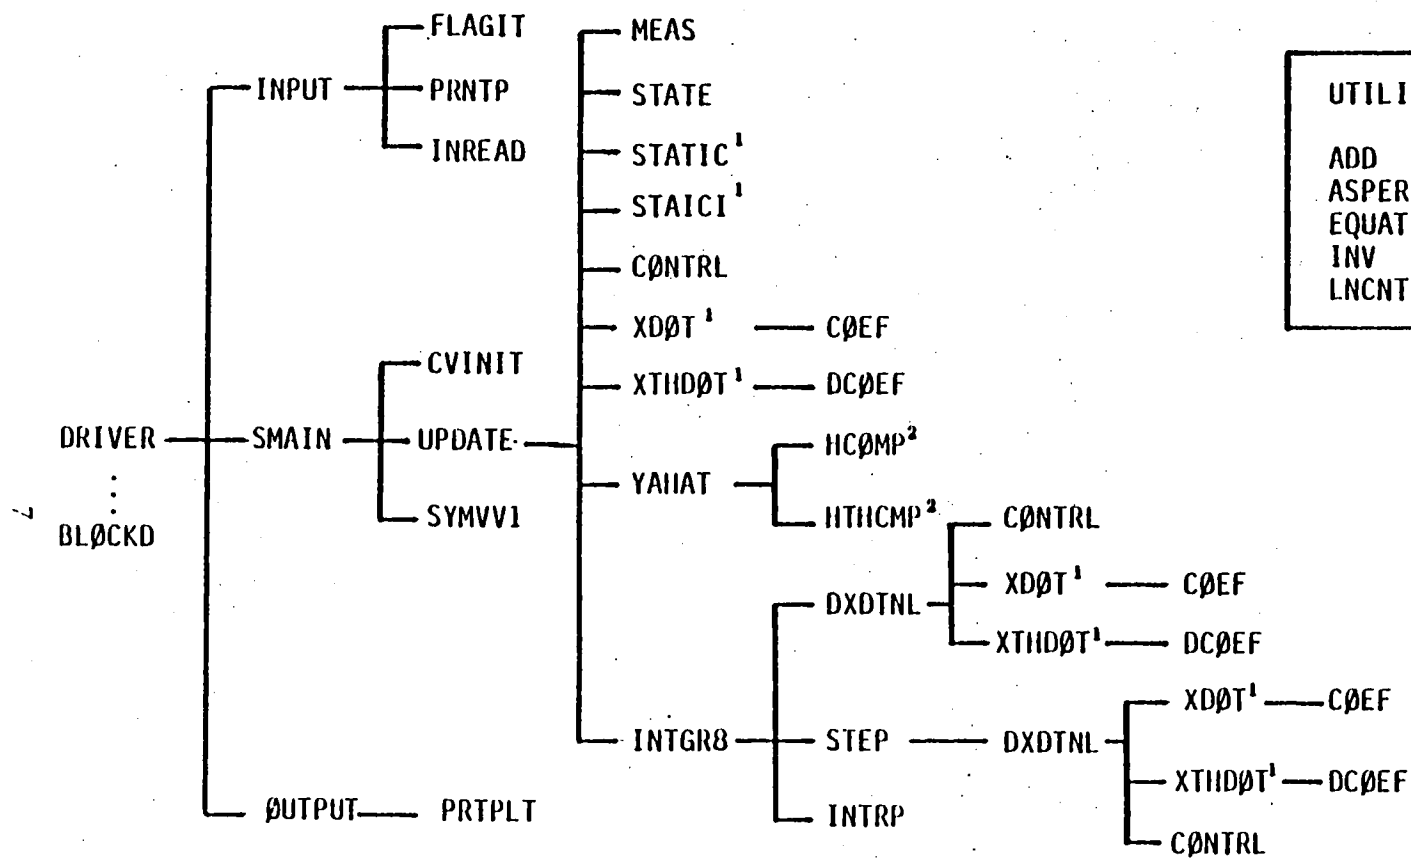 FLAGIT
MEAS
INPUT
PRNTP
STATE
INREAD
STATIC¹
STAICI¹
CØNTRL
XDØT¹ CØEF
CVINIT
XTHDØT¹ DCØEF
DRIVER SMAIN UPDATE
HCØMP²
YAHAT
SYMVV1
HTHCMP² CØNTRL
BLØCKD
DXDTNL XDØT¹ CØEF
XTHDØT¹ DCØEF
XDØT¹ CØEF
INTGR8 STEP DXDTNL
XTHDØT¹ DCØEF
ØUTPUT PRTPLT INTRP
CØNTRL
UTILI
ADD
ASPER
EQUAT
INV
LNCNT
7